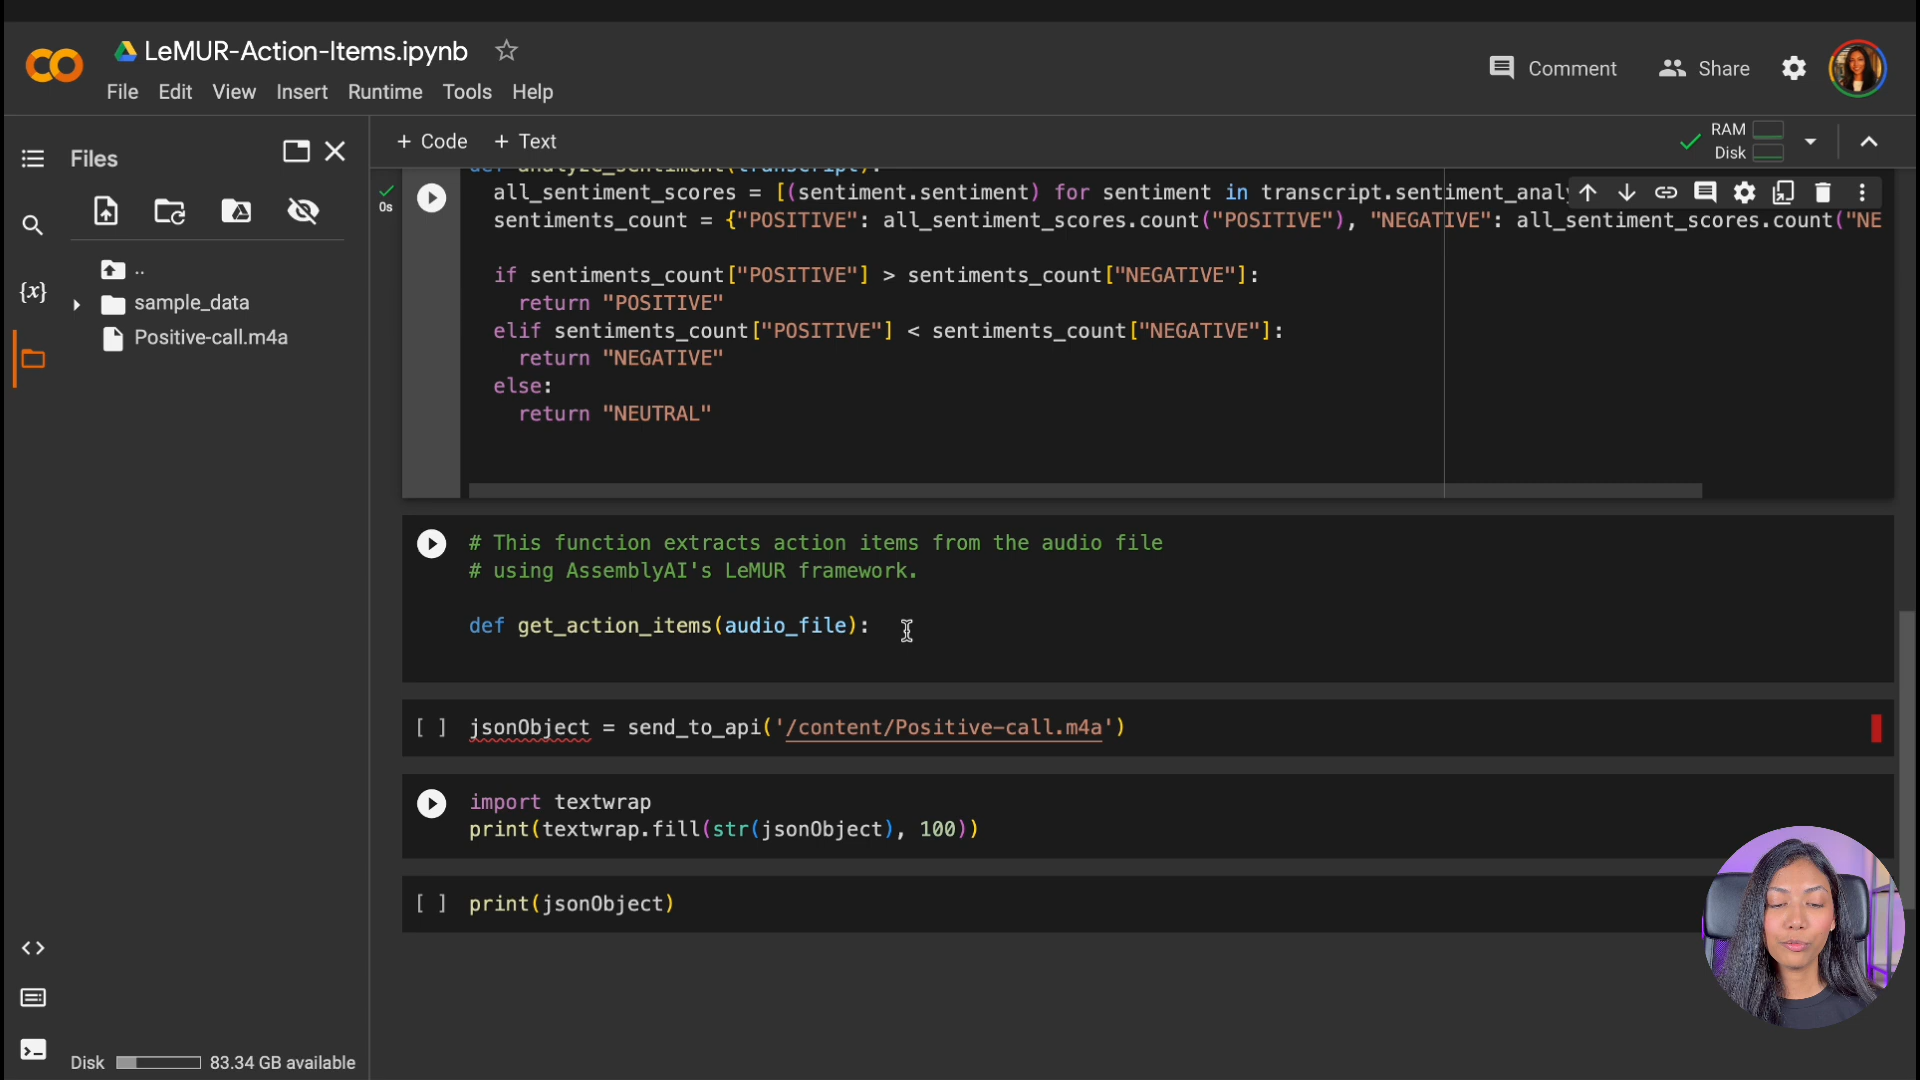 LeMUR-Action-Items.ipynb
File Edit View Insert Runtime Tools Help
Comment
Share
Files
+ Code + Text
RAM
Disk
..
sample_data
Positive-call.m4a
{x}
0s
def analyze_sentiment(transcript):
all_sentiment_scores = [(sentiment.sentiment) for sentiment in transcript.sentiment_analy
sentiments_count = {"POSITIVE": all_sentiment_scores.count("POSITIVE"), "NEGATIVE": all_sentiment_scores.count("NE
if sentiments_count["POSITIVE"] > sentiments_count["NEGATIVE"]:
return "POSITIVE"
elif sentiments_count["POSITIVE"] < sentiments_count["NEGATIVE"]:
return "NEGATIVE"
else:
return "NEUTRAL"
# This function extracts action items from the audio file
# using AssemblyAI's LeMUR framework.
def get_action_items(audio_file):
[ ] jsonObject = send_to_api('/content/Positive-call.m4a')
import textwrap
print(textwrap.fill(str(jsonObject), 100))
[ ] print(jsonObject)
Disk 83.34 GB available